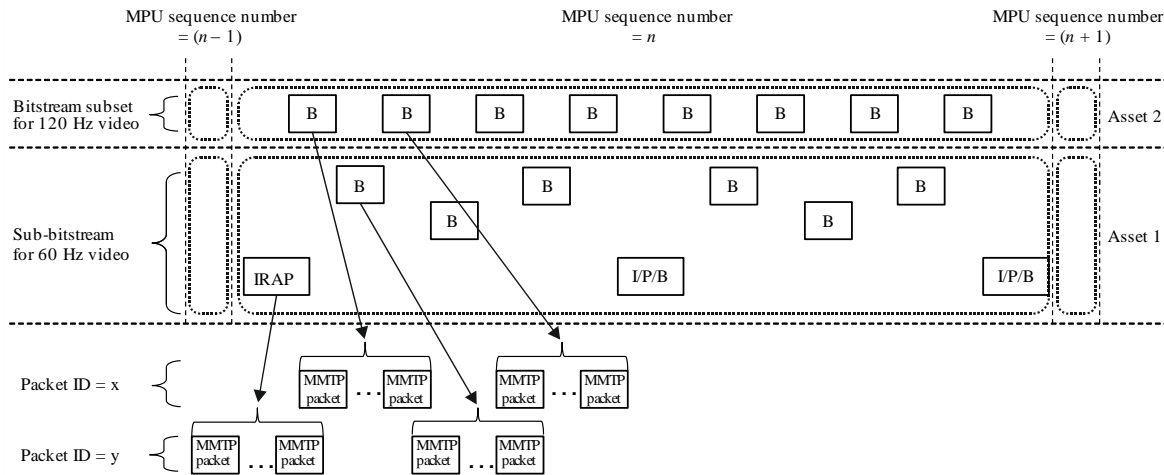 MPU sequence number
= (n – 1)
MPU sequence number
= n
MPU sequence number
= (n + 1)
Bitstream subset
for 120 Hz video
B B B B B B B B
Asset 2
B B B B
B B
Sub-bitstream
for 60 Hz video
Asset 1
IRAP I/P/B I/P/B
Packet ID = x
MMTP
packet
...
MMTP
packet
MMTP
packet
...
MMTP
packet
Packet ID = y
MMTP
packet
...
MMTP
packet
MMTP
packet
...
MMTP
packet